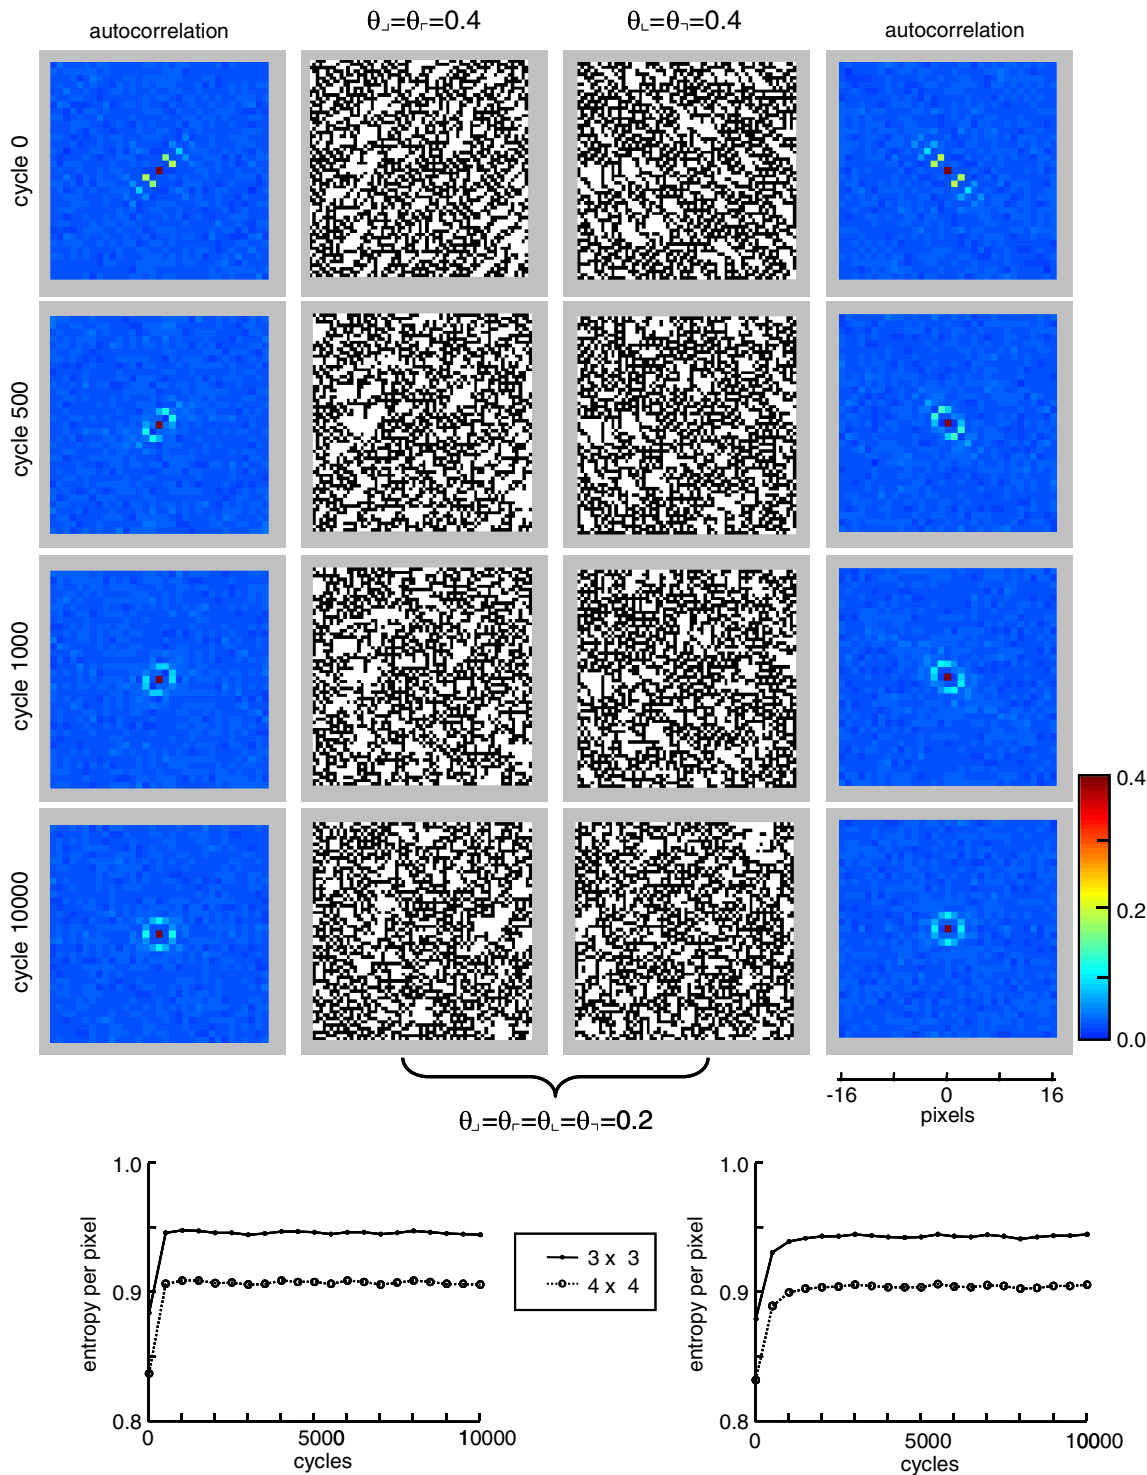 autocorrelation
θ⌟=θ⌜=0.4
θ⌞=θ⌝=0.4
autocorrelation
cycle 0
cycle 500
cycle 1000
cycle 10000
0.4
0.2
0.0
-16 0 16
pixels
θ⌟=θ⌜=θ⌞=θ⌝=0.2
1.0
0.9
0.8
entropy per pixel
0 5000 10000
cycles
3 x 3
4 x 4
1.0
0.9
0.8
entropy per pixel
0 5000 10000
cycles